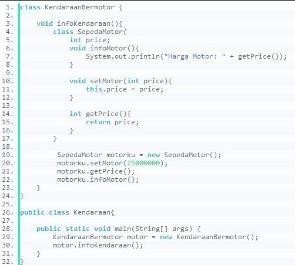 1. class KendaraanBermotor {
2.
3. void infoKendaraan(){
4. class SepedaMotor{
5. int price;
6. void infoMotor(){
7. System.out.println("Harga Motor: " + getPrice());
8. }
9.
10. void setMotor(int price){
11. this.price = price;
12. }
13.
14. int getPrice(){
15. return price;
16. }
17. }
18.
19. SepedaMotor motorku = new SepedaMotor();
20. motorku.setMotor(25000000);
21. motorku.getPrice();
22. motorku.infoMotor();
23. }
24. }
25.
26. public class Kendaraan{
27.
28. public static void main(String[] args) {
29. KendaraanBermotor motor = new KendaraanBermotor();
30. motor.infoKendaraan();
31. }
32. }